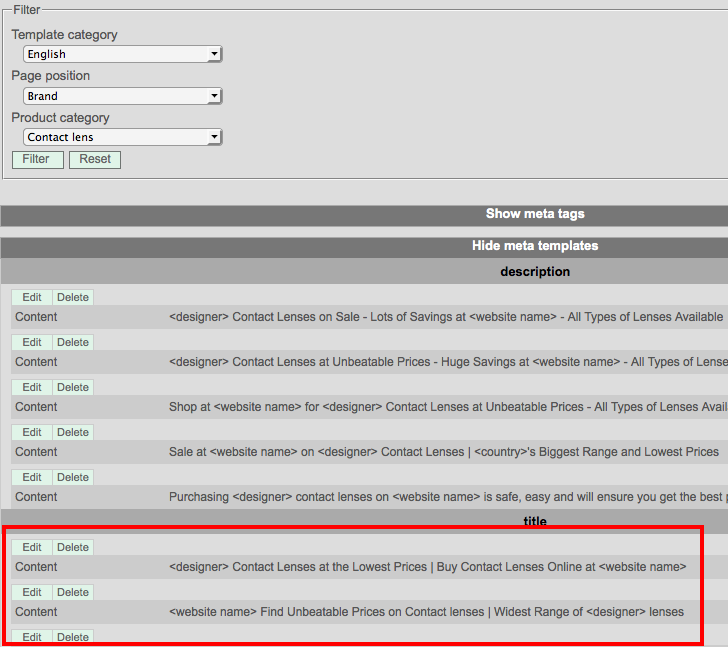 Filter
Template category
English
Page position
Brand
Product category
Contact lens
Filter Reset
Show meta tags
Hide meta templates
description
Edit Delete
Content <designer> Contact Lenses on Sale - Lots of Savings at <website name> - All Types of Lenses Available
Edit Delete
Content <designer> Contact Lenses at Unbeatable Prices - Huge Savings at <website name> - All Types of Lense
Edit Delete
Content Shop at <website name> for <designer> Contact Lenses at Unbeatable Prices - All Types of Lenses Avail
Edit Delete
Content Sale at <website name> on <designer> Contact Lenses | <country>'s Biggest Range and Lowest Prices
Edit Delete
Content Purchasing <designer> contact lenses on <website name> is safe, easy and will ensure you get the best p
title
Edit Delete
Content <designer> Contact Lenses at the Lowest Prices | Buy Contact Lenses Online at <website name>
Edit Delete
Content <website name> Find Unbeatable Prices on Contact lenses | Widest Range of <designer> lenses
Edit Delete